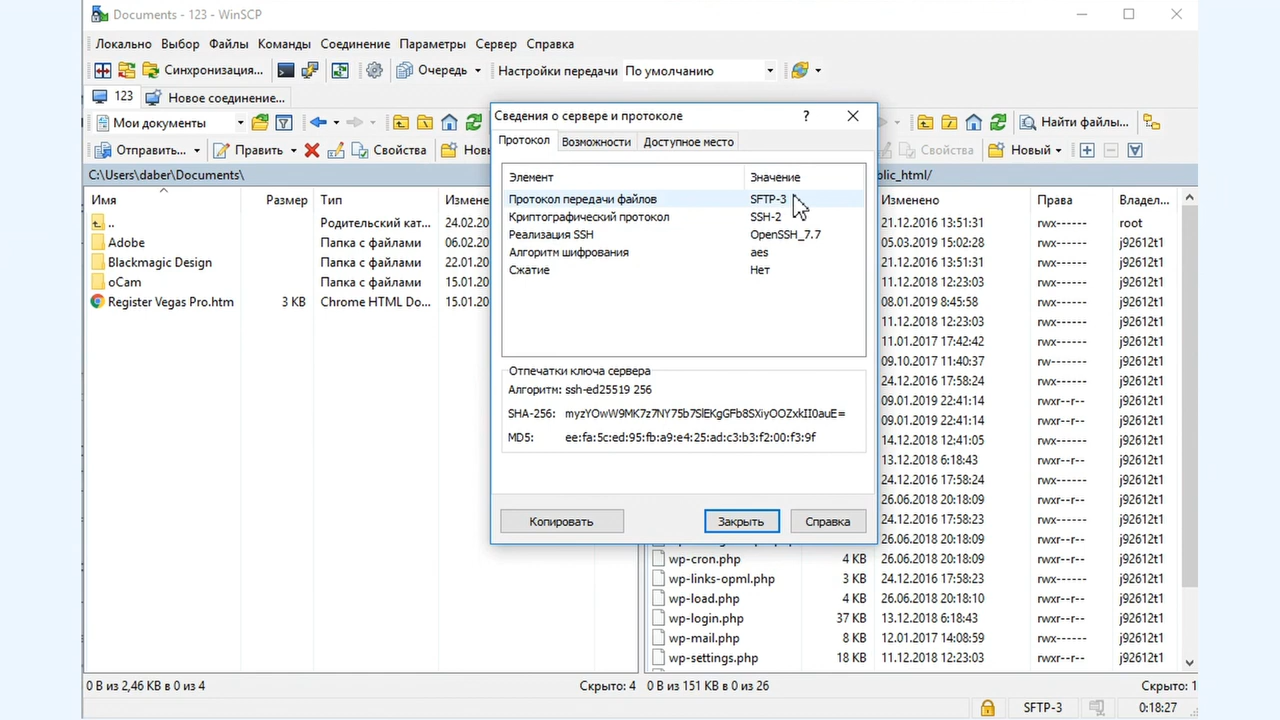 Documents - 123 - WinSCP
Локально Выбор Файлы Команды Соединение Параметры Сервер Справка
Синхронизация... Очередь Настройки передачи По умолчанию
123 Новое соединение...
Мои документы Найти файлы...
Отправить... Править Свойства Свойства Новый
C:\Users\daber\Documents\
Имя Размер Тип
.. Родительский кат... 24.02.20
Adobe Папка с файлами 06.02.20
Blackmagic Design Папка с файлами 22.01.20
oCam Папка с файлами 15.01.20
Register Vegas Pro.htm 3 KB Chrome HTML Do... 15.01.20
Сведения о сервере и протоколе
Протокол Возможности Доступное место
Элемент Значение
Протокол передачи файлов SFTP-3
Криптографический протокол SSH-2
Реализация SSH OpenSSH_7.7
Алгоритм шифрования aes
Сжатие Нет
Отпечатки ключа сервера
Алгоритм: ssh-ed25519 256
SHA-256: myzYOwW9MK7z7NY75b7SlEKgGFb8SXiyOOZxkII0auE=
MD5: ee:fa:5c:ed:95:fb:a9:e4:25:ad:c3:b3:f2:00:f3:9f
Копировать Закрыть Справка
blic_html/
Изменено Права Владел...
21.12.2016 13:51:31 rwx------ root
05.03.2019 15:02:28 rwx------ j92612t1
21.12.2016 13:51:31 rwx------ j92612t1
11.12.2018 12:23:03 rwx------ j92612t1
08.01.2019 8:45:58 rwx------ j92612t1
11.12.2018 12:23:03 rwx------ j92612t1
11.01.2017 17:42:42 rwx------ j92612t1
09.10.2017 11:40:37 rw------- j92612t1
24.12.2016 17:58:24 rwx------ j92612t1
09.01.2019 22:41:14 rwx------ j92612t1
09.01.2019 22:41:14 rwx------ j92612t1
14.12.2018 12:41:05 rwx------ j92612t1
13.12.2018 6:18:43 rwxr--r-- j92612t1
24.12.2016 17:58:24 rwx------ j92612t1
26.06.2018 20:18:09 rwxr--r-- j92612t1
24.12.2016 17:58:23 rwx------ j92612t1
26.06.2018 20:18:09 rwxr--r-- j92612t1
wp-cron.php 4 KB 26.06.2018 20:18:09 rwxr--r-- j92612t1
wp-links-opml.php 3 KB 24.12.2016 17:58:23 rwx------ j92612t1
wp-load.php 4 KB 26.06.2018 20:18:10 rwxr--r-- j92612t1
wp-login.php 37 KB 13.12.2018 6:18:43 rwxr--r-- j92612t1
wp-mail.php 8 KB 12.01.2017 14:08:59 rwx------ j92612t1
wp-settings.php 18 KB 11.12.2018 12:23:03 rwxr--r-- j92612t1
0 B из 2,46 KB в 0 из 4 Скрыто: 4 0 B из 151 KB в 0 из 26 Скрыто: 1
SFTP-3 0:18:27